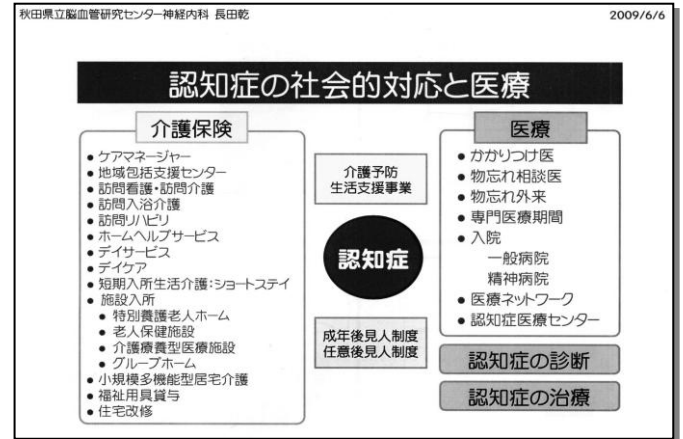 秋田県立脳血管研究センター神経内科 長田乾
2009/6/6
認知症の社会的対応と医療
介護保険
● ケアマネージャー
● 地域包括支援センター
● 訪問看護・訪問介護
● 訪問入浴介護
● 訪問リハビリ
● ホームヘルプサービス
● デイサービス
● デイケア
● 短期入所生活介護:ショートステイ
● 施設入所
● 特別養護老人ホーム
● 老人保健施設
● 介護療養型医療施設
● グループホーム
● 小規模多機能型居宅介護
● 福祉用具貸与
● 住宅改修
介護予防
生活支援事業
認知症
成年後見人制度
任意後見人制度
医療
● かかりつけ医
● 物忘れ相談医
● 物忘れ外来
● 専門医療期間
● 入院
一般病院
精神病院
● 医療ネットワーク
● 認知症医療センター
認知症の診断
認知症の治療